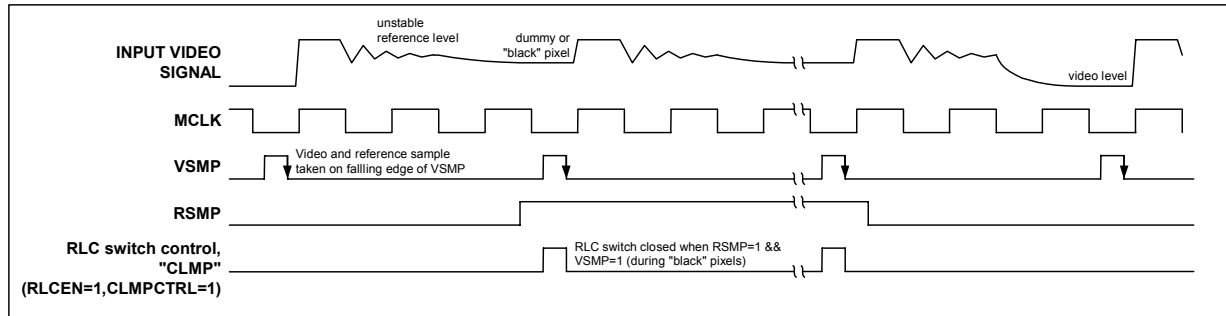 unstable
reference level
dummy or
"black" pixel
INPUT VIDEO
SIGNAL
video level
MCLK
VSMP
Video and reference sample
taken on fallling edge of VSMP
RSMP
RLC switch control,
"CLMP"
(RLCEN=1,CLMPCTRL=1)
RLC switch closed when RSMP=1 &&
VSMP=1 (during "black" pixels)